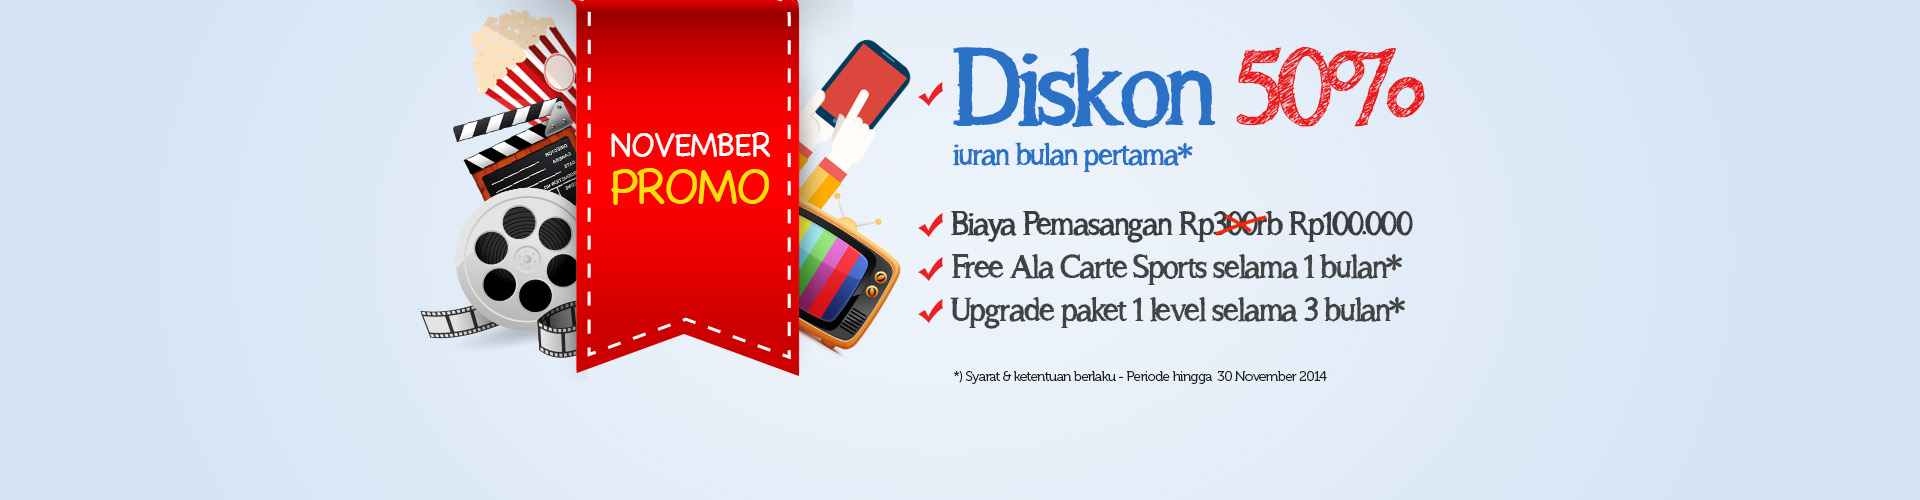 NOVEMBER
PROMO
Diskon 50%
iuran bulan pertama*
Biaya Pemasangan Rp300rb Rp100.000
Free Ala Carte Sports selama 1 bulan*
Upgrade paket 1 level selama 3 bulan*
*) Syarat & ketentuan berlaku - Periode hingga 30 November 2014